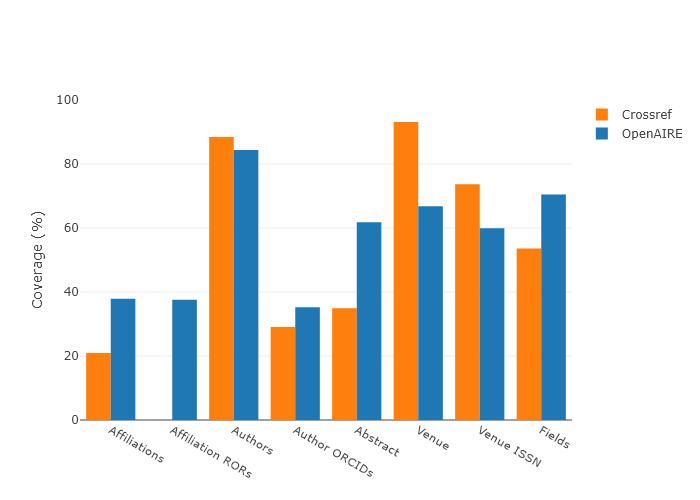 Crossref
OpenAIRE
Coverage (%)
100
80
60
40
20
0
Affiliations
Affiliation RORs
Authors
Author ORCIDs
Abstract
Venue
Venue ISSN
Fields